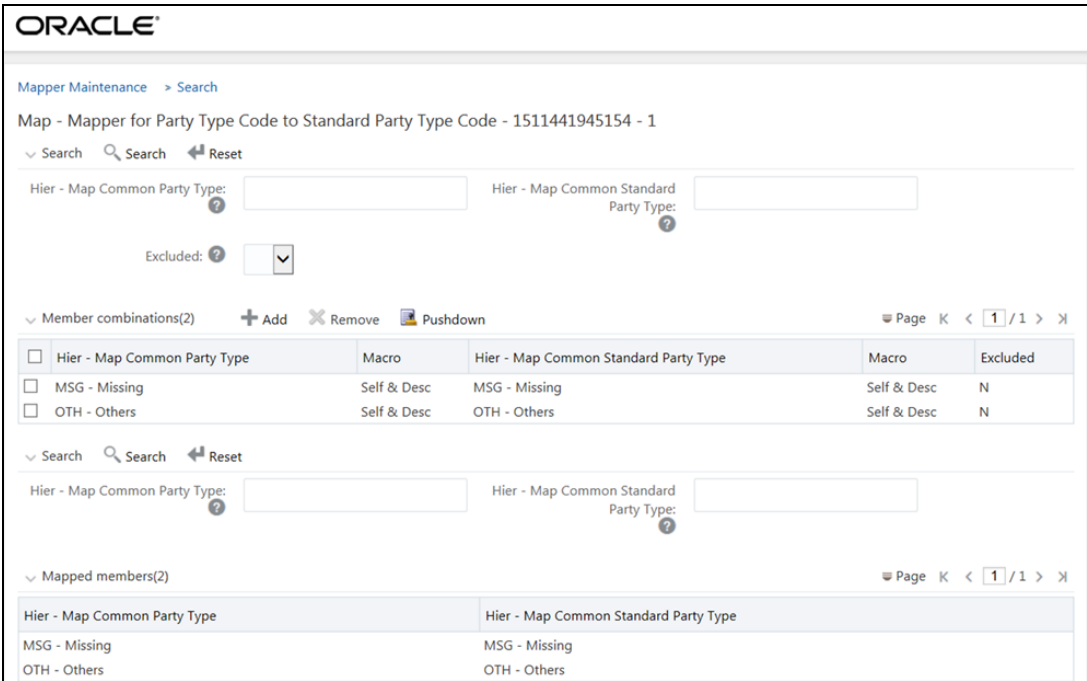 ORACLE®
Mapper Maintenance » Search
Map - Mapper for Party Type Code to Standard Party Type Code - 1511441945154 - 1
Search Search Reset
Hier - Map Common Party Type: Hier - Map Common Standard
Party Type:
Excluded:
Member combinations(2) Add Remove Pushdown Page 1 / 1
Hier - Map Common Party Type Macro Hier - Map Common Standard Party Type Macro Excluded
MSG - Missing Self & Desc MSG - Missing Self & Desc N
OTH - Others Self & Desc OTH - Others Self & Desc N
Search Search Reset
Hier - Map Common Party Type: Hier - Map Common Standard
Party Type:
Mapped members(2) Page 1 / 1
Hier - Map Common Party Type Hier - Map Common Standard Party Type
MSG - Missing MSG - Missing
OTH - Others OTH - Others